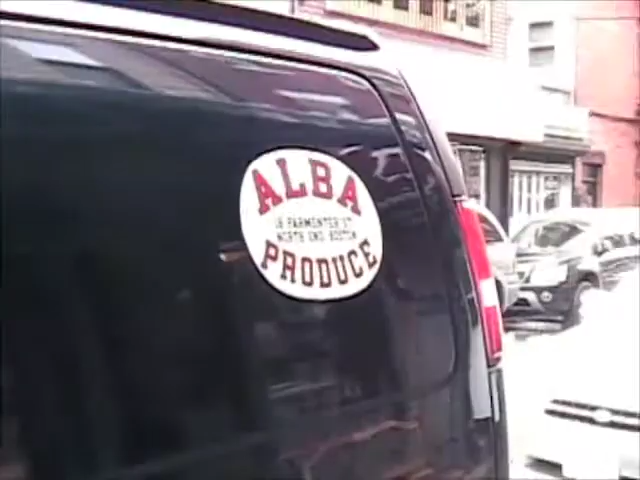 ALBA
18 PARMENTER ST.
NORTH END BOSTON
PRODUCE